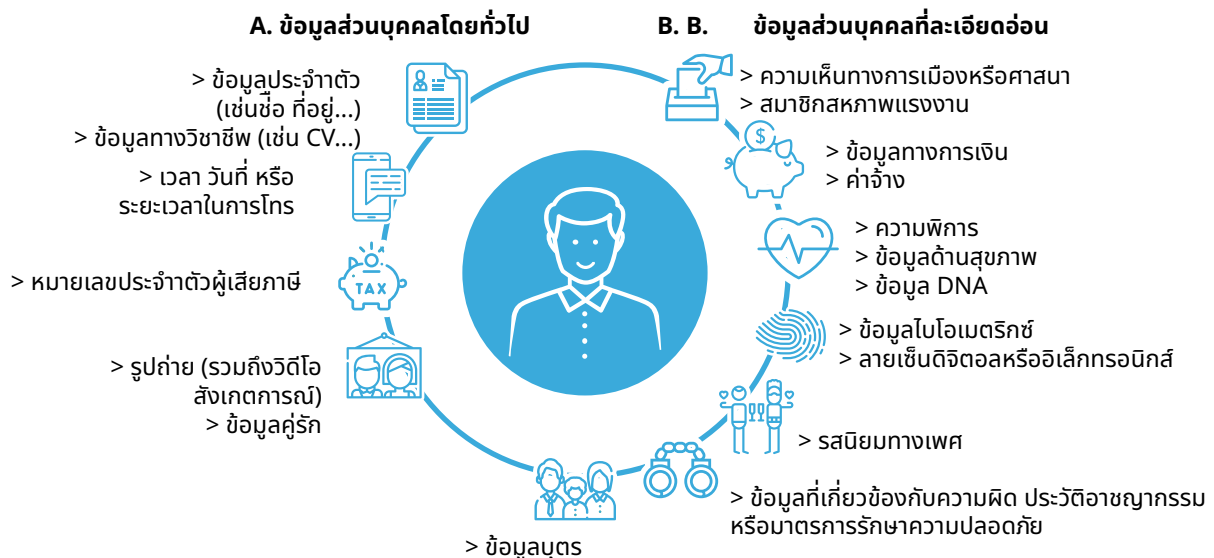 A. ข้อมูลส่วนบุคคลโดยทั่วไป
B. B. ข้อมูลส่วนบุคคลที่ละเอียดอ่อน
> ข้อมูลประจำตัว
(เช่นชื่อ ที่อยู่...)
> ข้อมูลทางวิชาชีพ (เช่น CV...)
> เวลา วันที่ หรือ
ระยะเวลาในการโทร
TAX
> หมายเลขประจำตัวผู้เสียภาษี
> รูปถ่าย (รวมถึงวิดีโอ
สังเกตการณ์)
> ข้อมูลคู่รัก
> ข้อมูลบุตร
> ความเห็นทางการเมืองหรือศาสนา
> สมาชิกสหภาพแรงงาน
$
> ข้อมูลทางการเงิน
> ค่าจ้าง
> ความพิการ
> ข้อมูลด้านสุขภาพ
> ข้อมูล DNA
> ข้อมูลไบโอเมตริกซ์
> ลายเซ็นดิจิตอลหรืออิเล็กทรอนิกส์
> รสนิยมทางเพศ
> ข้อมูลที่เกี่ยวข้องกับความผิด ประวัติอาชญากรรม
หรือมาตรการรักษาความปลอดภัย